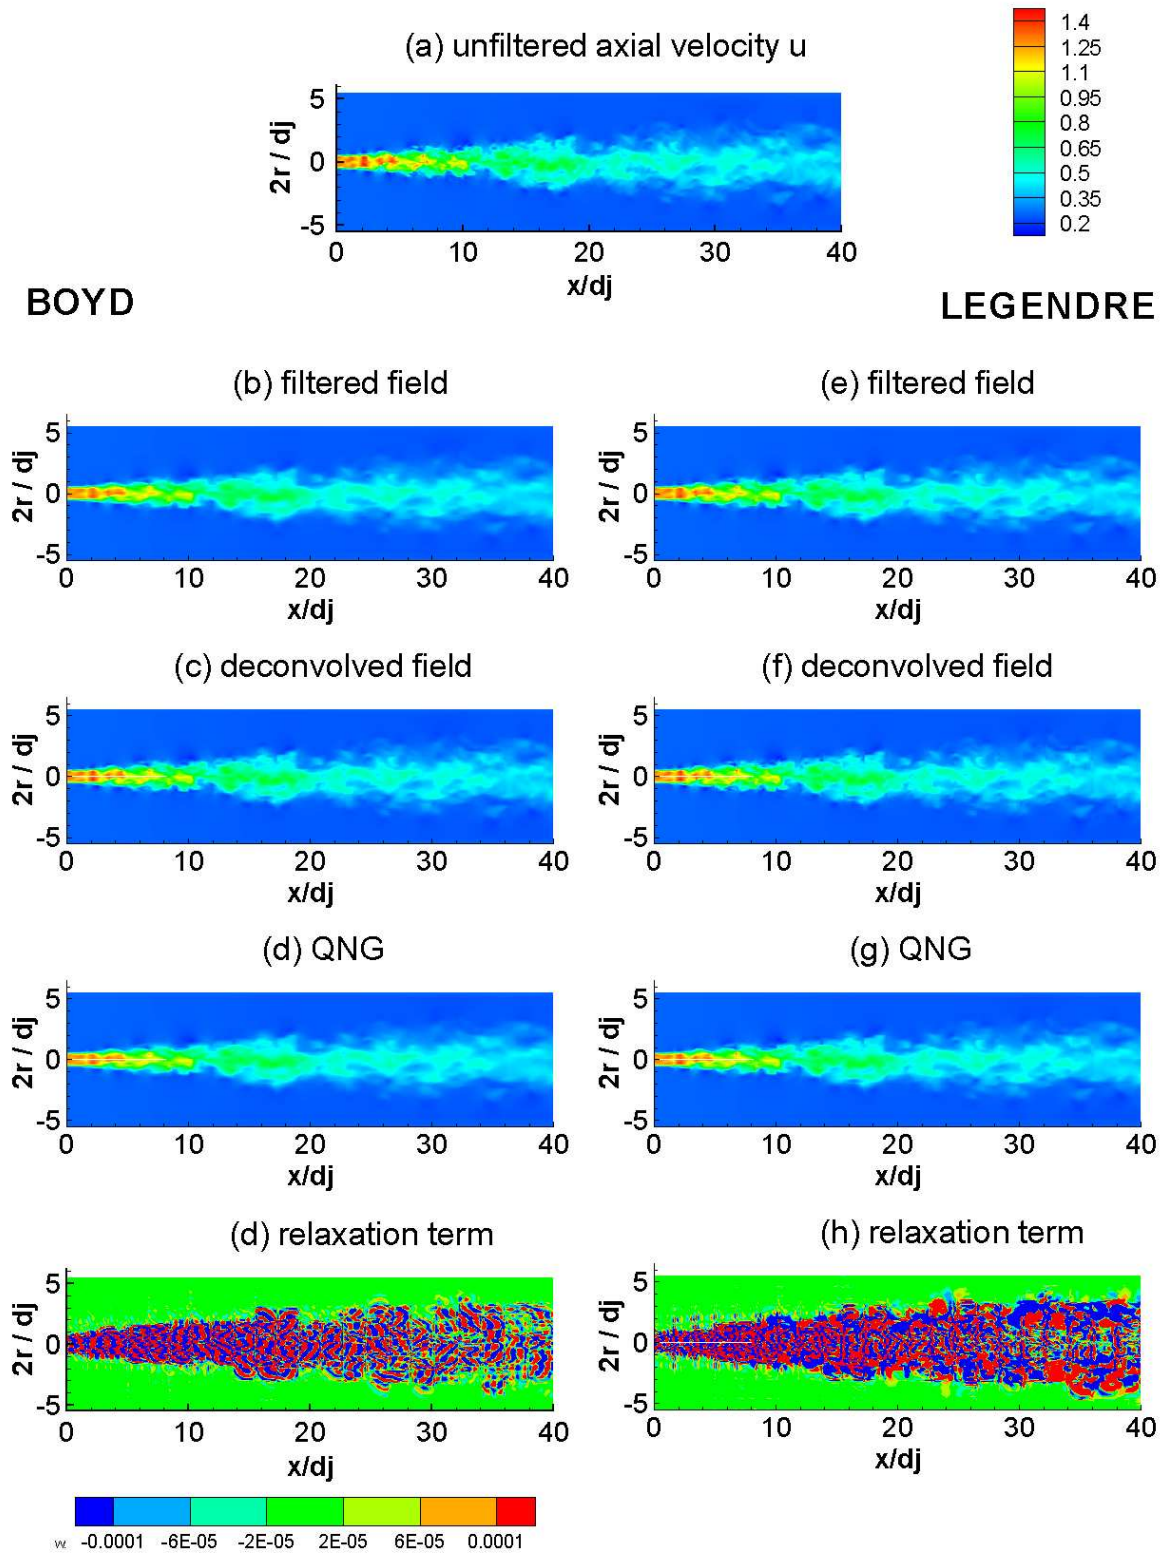 (a) unfiltered axial velocity u
1.4
1.25
1.1
0.95
0.8
0.65
0.5
0.35
0.2
2r / dj
5
0
-5
0 10 20 30 40
x/dj
BOYD
LEGENDRE
(b) filtered field
2r / dj
5
0
-5
0 10 20 30 40
x/dj
(e) filtered field
2r / dj
5
0
-5
0 10 20 30 40
x/dj
(c) deconvolved field
2r / dj
5
0
-5
0 10 20 30 40
x/dj
(f) deconvolved field
2r / dj
5
0
-5
0 10 20 30 40
x/dj
(d) QNG
2r / dj
5
0
-5
0 10 20 30 40
x/dj
(g) QNG
2r / dj
5
0
-5
0 10 20 30 40
x/dj
(d) relaxation term
2r / dj
5
0
-5
0 10 20 30 40
x/dj
(h) relaxation term
2r / dj
5
0
-5
0 10 20 30 40
x/dj
-0.0001 -6E-05 -2E-05 2E-05 6E-05 0.0001